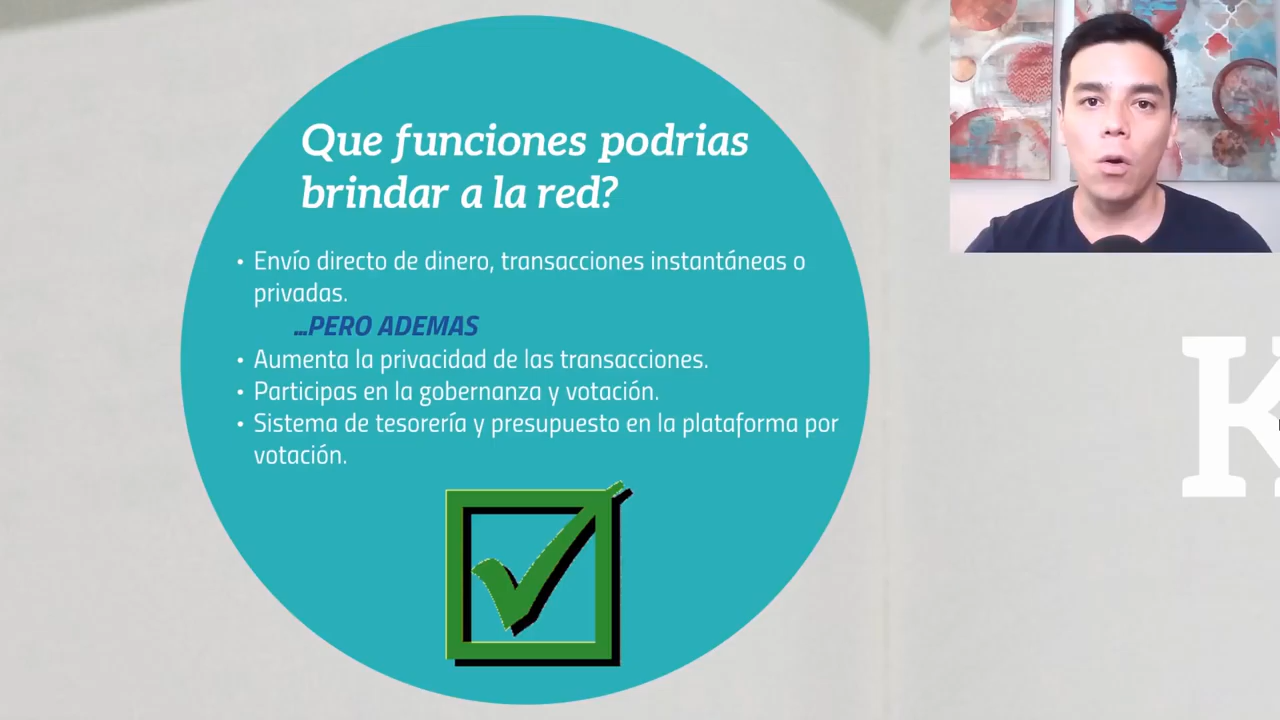 Que funciones podrias
brindar a la red?
• Envío directo de dinero, transacciones instantáneas o
privadas.
...PERO ADEMAS
• Aumenta la privacidad de las transacciones.
• Participas en la gobernanza y votación.
• Sistema de tesorería y presupuesto en la plataforma por
votación.
K